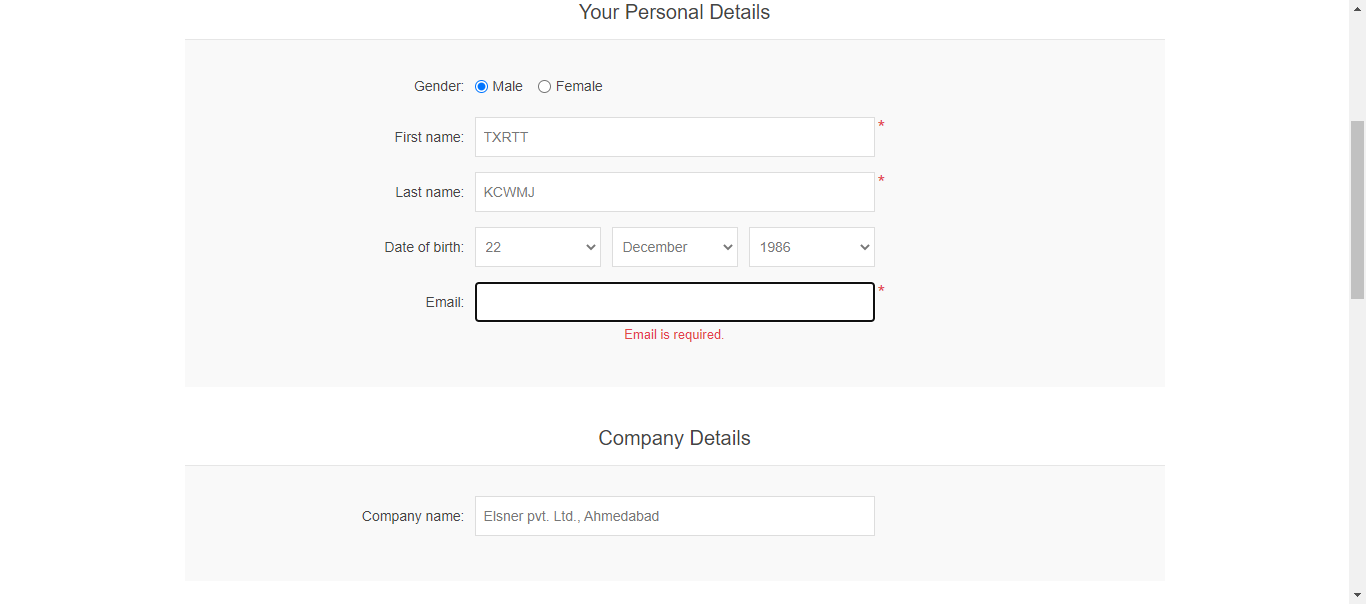 Your Personal Details
Gender: Male Female
First name: TXRTT *
Last name: KCWMJ *
Date of birth: 22 December 1986
Email: *
Email is required.
Company Details
Company name: Elsner pvt. Ltd., Ahmedabad